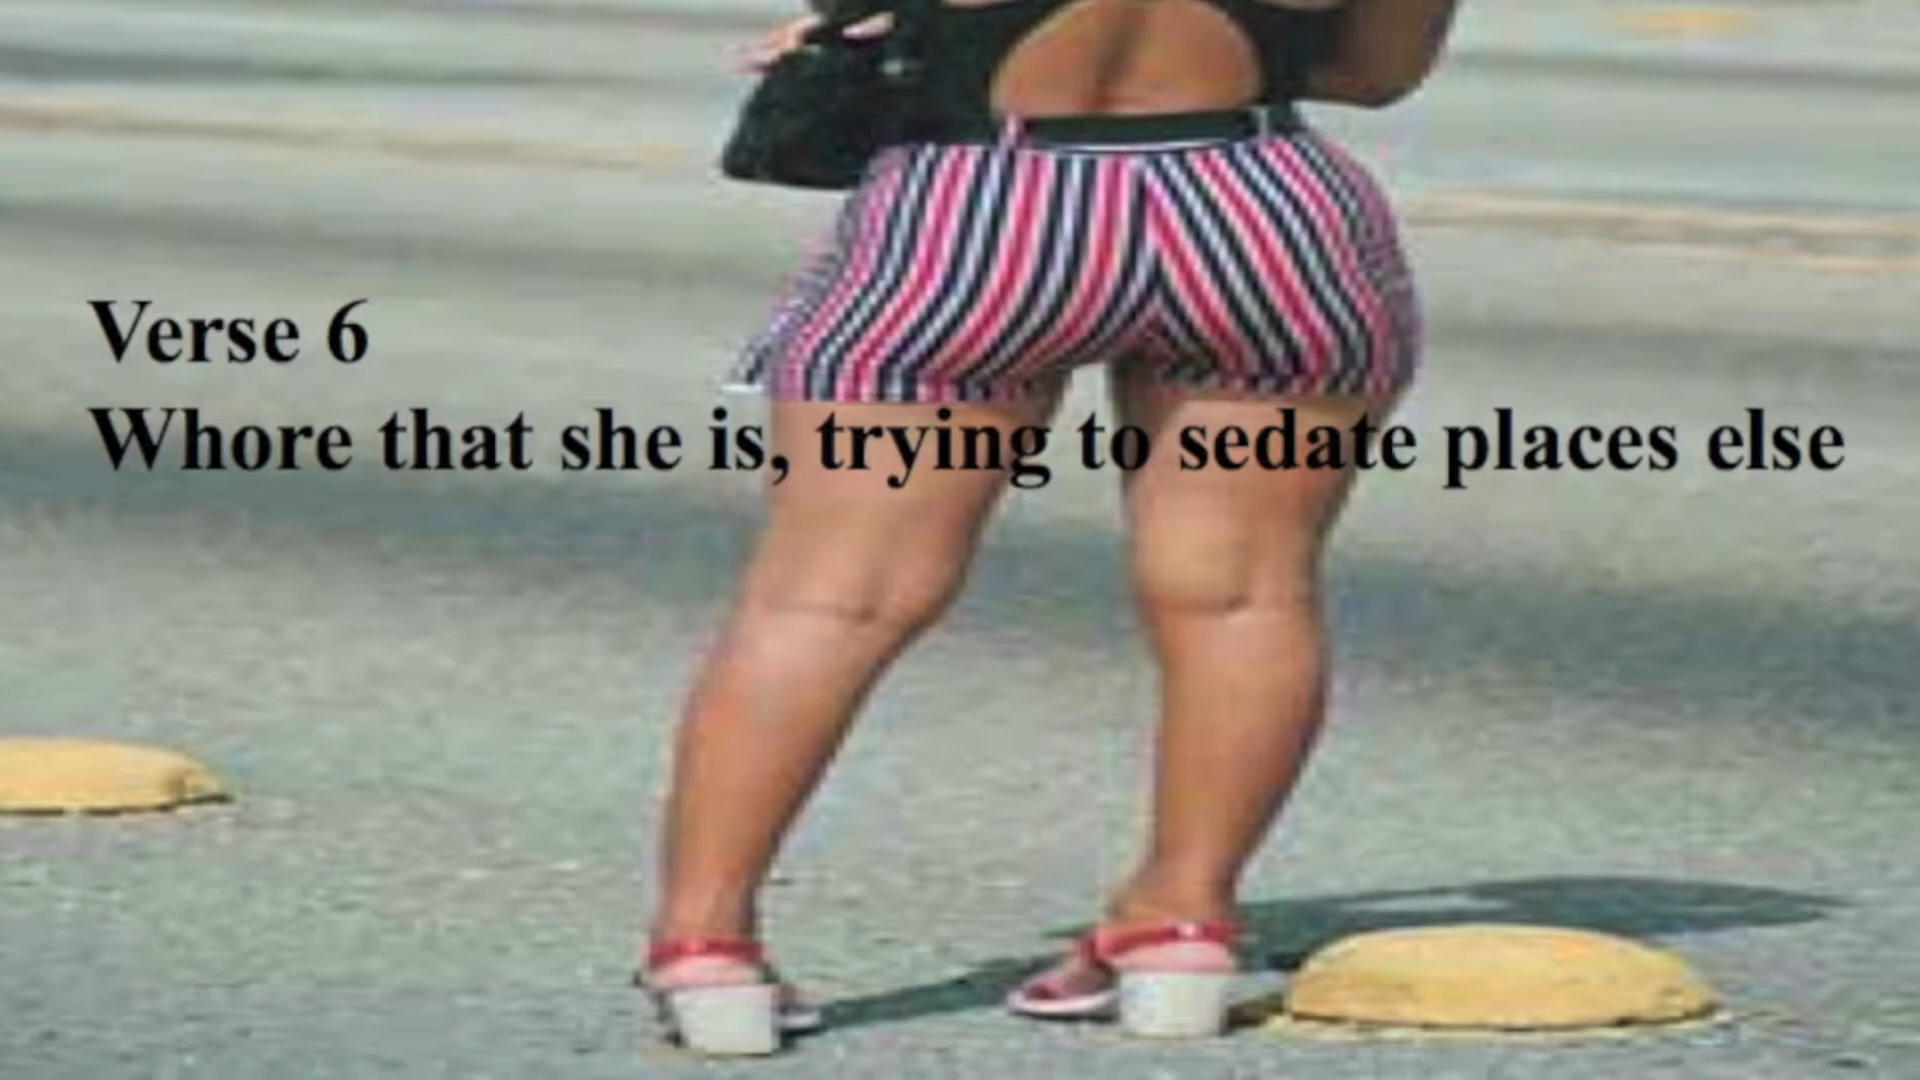 Verse 6
Whore that she is, trying to sedate places else